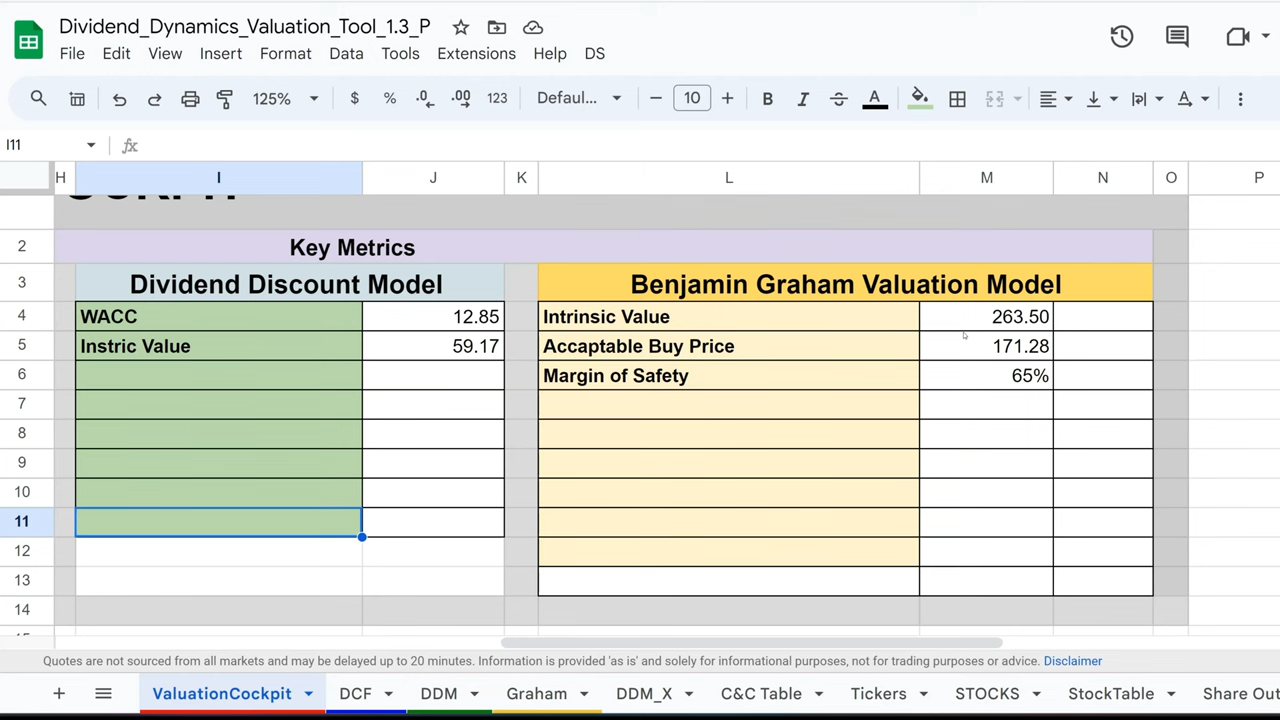 Dividend_Dynamics_Valuation_Tool_1.3_P
File Edit View Insert Format Data Tools Extensions Help DS
125% $ % .0 .00 123 Defaul... 10 B I A
I11 fx
H I J K L M N O P
2 Key Metrics
3 Dividend Discount Model Benjamin Graham Valuation Model
4 WACC 12.85 Intrinsic Value 263.50
5 Instric Value 59.17 Accaptable Buy Price 171.28
6 Margin of Safety 65%
7
8
9
10
11
12
13
14
Quotes are not sourced from all markets and may be delayed up to 20 minutes. Information is provided 'as is' and solely for informational purposes, not for trading purposes or advice. Disclaimer
ValuationCockpit DCF DDM Graham DDM_X C&C Table Tickers STOCKS StockTable Share Out